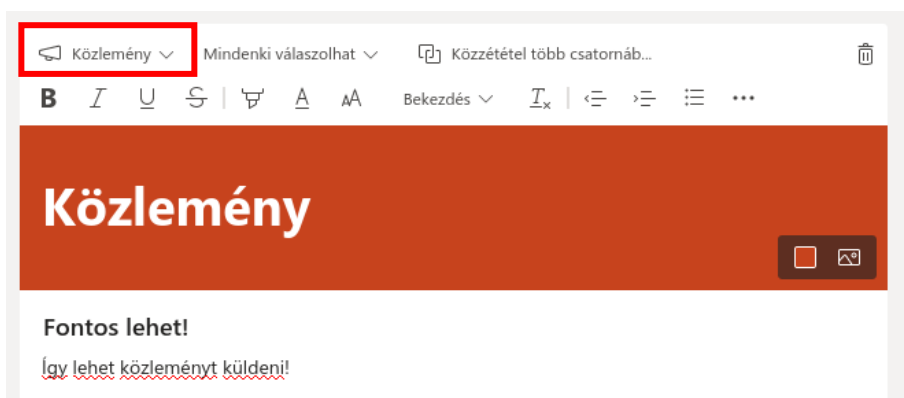 Közlemény Mindenki válaszolhat Közzététel több csatornáb...
B I U S A AA Bekezdés Tx
Közlemény
Fontos lehet!
Így lehet közleményt küldeni!